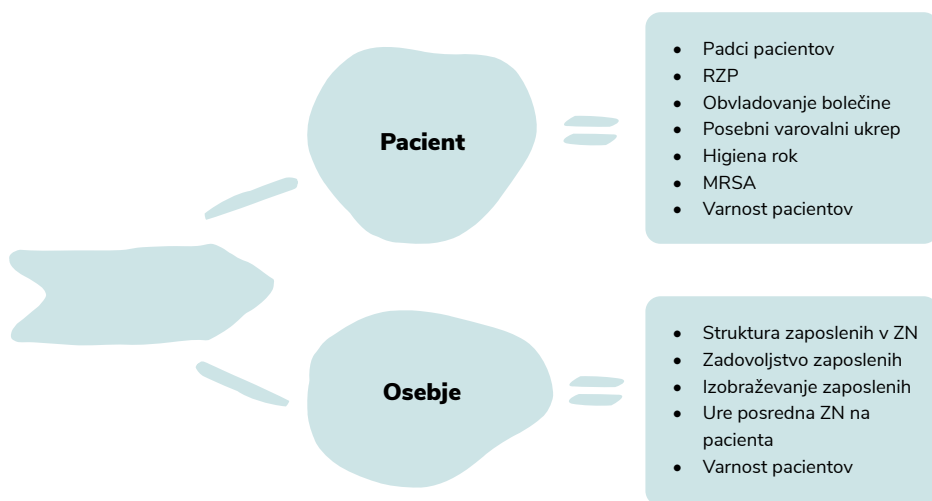 Pacient
• Padci pacientov
• RZP
• Obvladovanje bolečine
• Posebni varovalni ukrep
• Higiena rok
• MRSA
• Varnost pacientov
Osebje
• Struktura zaposlenih v ZN
• Zadovoljstvo zaposlenih
• Izobraževanje zaposlenih
• Ure posredna ZN na
pacienta
• Varnost pacientov